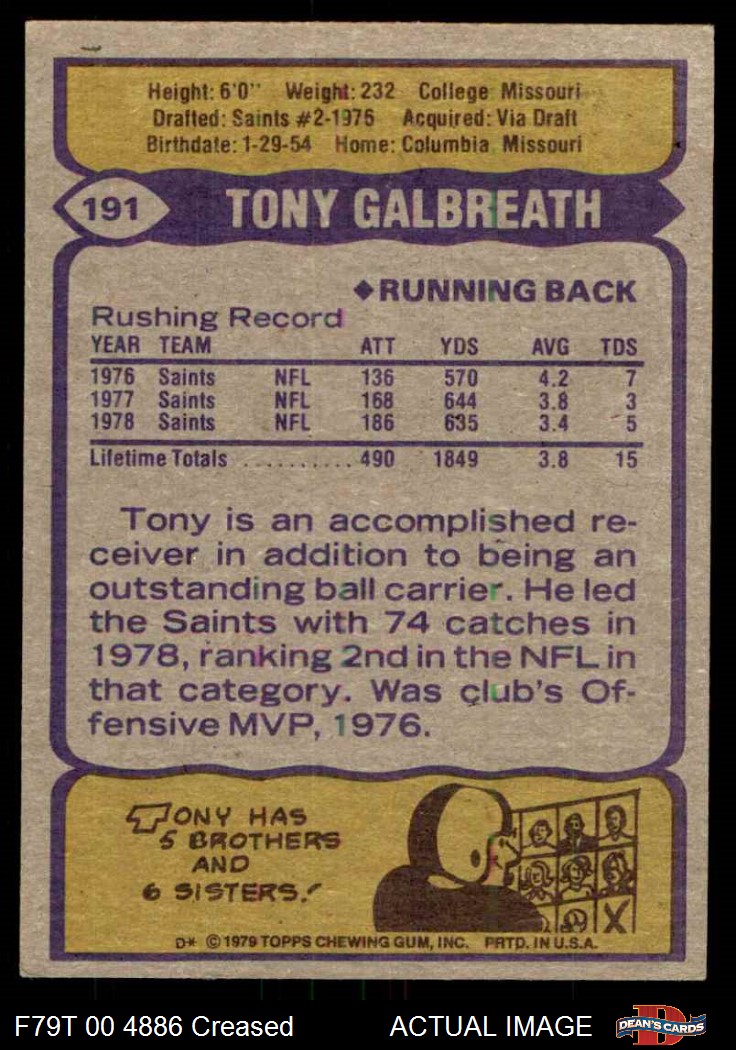 Height: 6'0" Weight: 232 College Missouri
Drafted: Saints #2-1976 Acquired: Via Draft
Birthdate: 1-29-54 Home: Columbia Missouri
191 TONY GALBREATH
◆RUNNING BACK
Rushing Record
YEAR TEAM ATT YDS AVG TDS
1976 Saints NFL 136 570 4.2 7
1977 Saints NFL 168 644 3.8 3
1978 Saints NFL 186 635 3.4 5
Lifetime Totals .......... 490 1849 3.8 15
Tony is an accomplished re-
ceiver in addition to being an
outstanding ball carrier. He led
the Saints with 74 catches in
1978, ranking 2nd in the NFL in
that category. Was club's Of-
fensive MVP, 1976.
TONY HAS
5 BROTHERS
AND
6 SISTERS!
X
D* © 1979 TOPPS CHEWING GUM, INC. PRTD. IN U.S.A.
F79T 00 4886 Creased ACTUAL IMAGE D DEAN'S CARDS